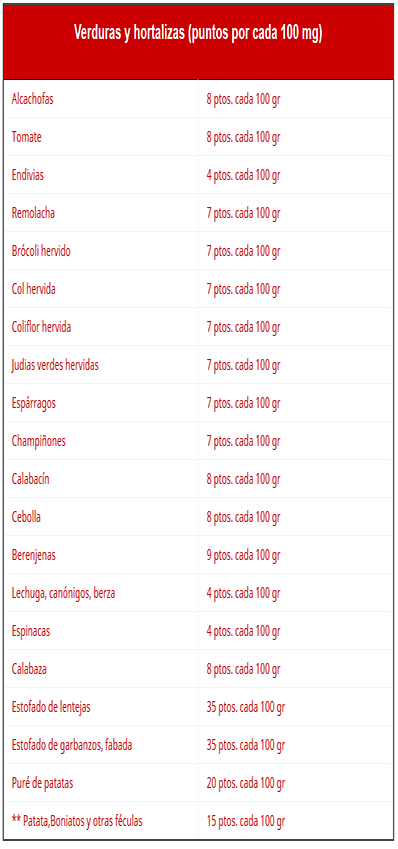 Verduras y hortalizas (puntos por cada 100 mg)
Alcachofas 8 ptos. cada 100 gr
Tomate 8 ptos. cada 100 gr
Endivias 4 ptos. cada 100 gr
Remolacha 7 ptos. cada 100 gr
Brócoli hervido 7 ptos. cada 100 gr
Col hervida 7 ptos. cada 100 gr
Coliflor hervida 7 ptos. cada 100 gr
Judias verdes hervidas 7 ptos. cada 100 gr
Espárragos 7 ptos. cada 100 gr
Champiñones 7 ptos. cada 100 gr
Calabacín 8 ptos. cada 100 gr
Cebolla 8 ptos. cada 100 gr
Berenjenas 9 ptos. cada 100 gr
Lechuga, canónigos, berza 4 ptos. cada 100 gr
Espinacas 4 ptos. cada 100 gr
Calabaza 8 ptos. cada 100 gr
Estofado de lentejas 35 ptos. cada 100 gr
Estofado de garbanzos, fabada 35 ptos. cada 100 gr
Puré de patatas 20 ptos. cada 100 gr
** Patata,Boniatos y otras féculas 15 ptos. cada 100 gr